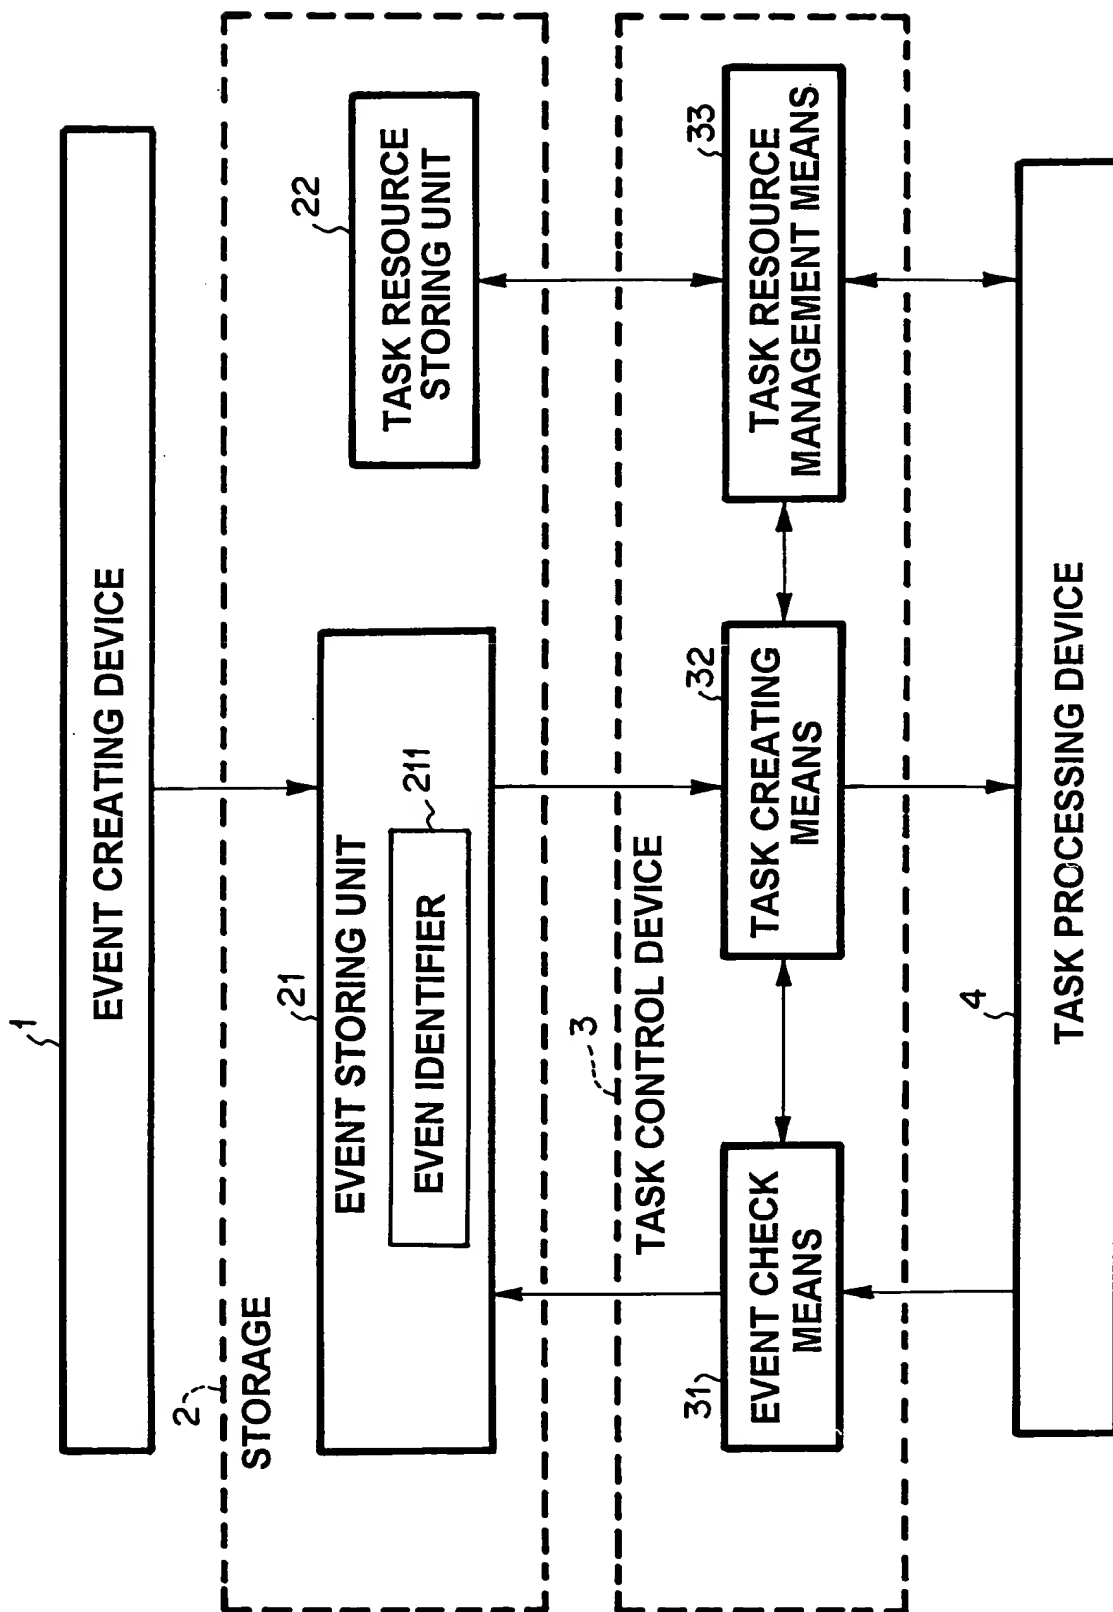 1
EVENT CREATING DEVICE
2
STORAGE
21
EVENT STORING UNIT
211
EVEN IDENTIFIER
22
TASK RESOURCE
STORING UNIT
3
TASK CONTROL DEVICE
31
EVENT CHECK
MEANS
32
TASK CREATING
MEANS
33
TASK RESOURCE
MANAGEMENT MEANS
4
TASK PROCESSING DEVICE